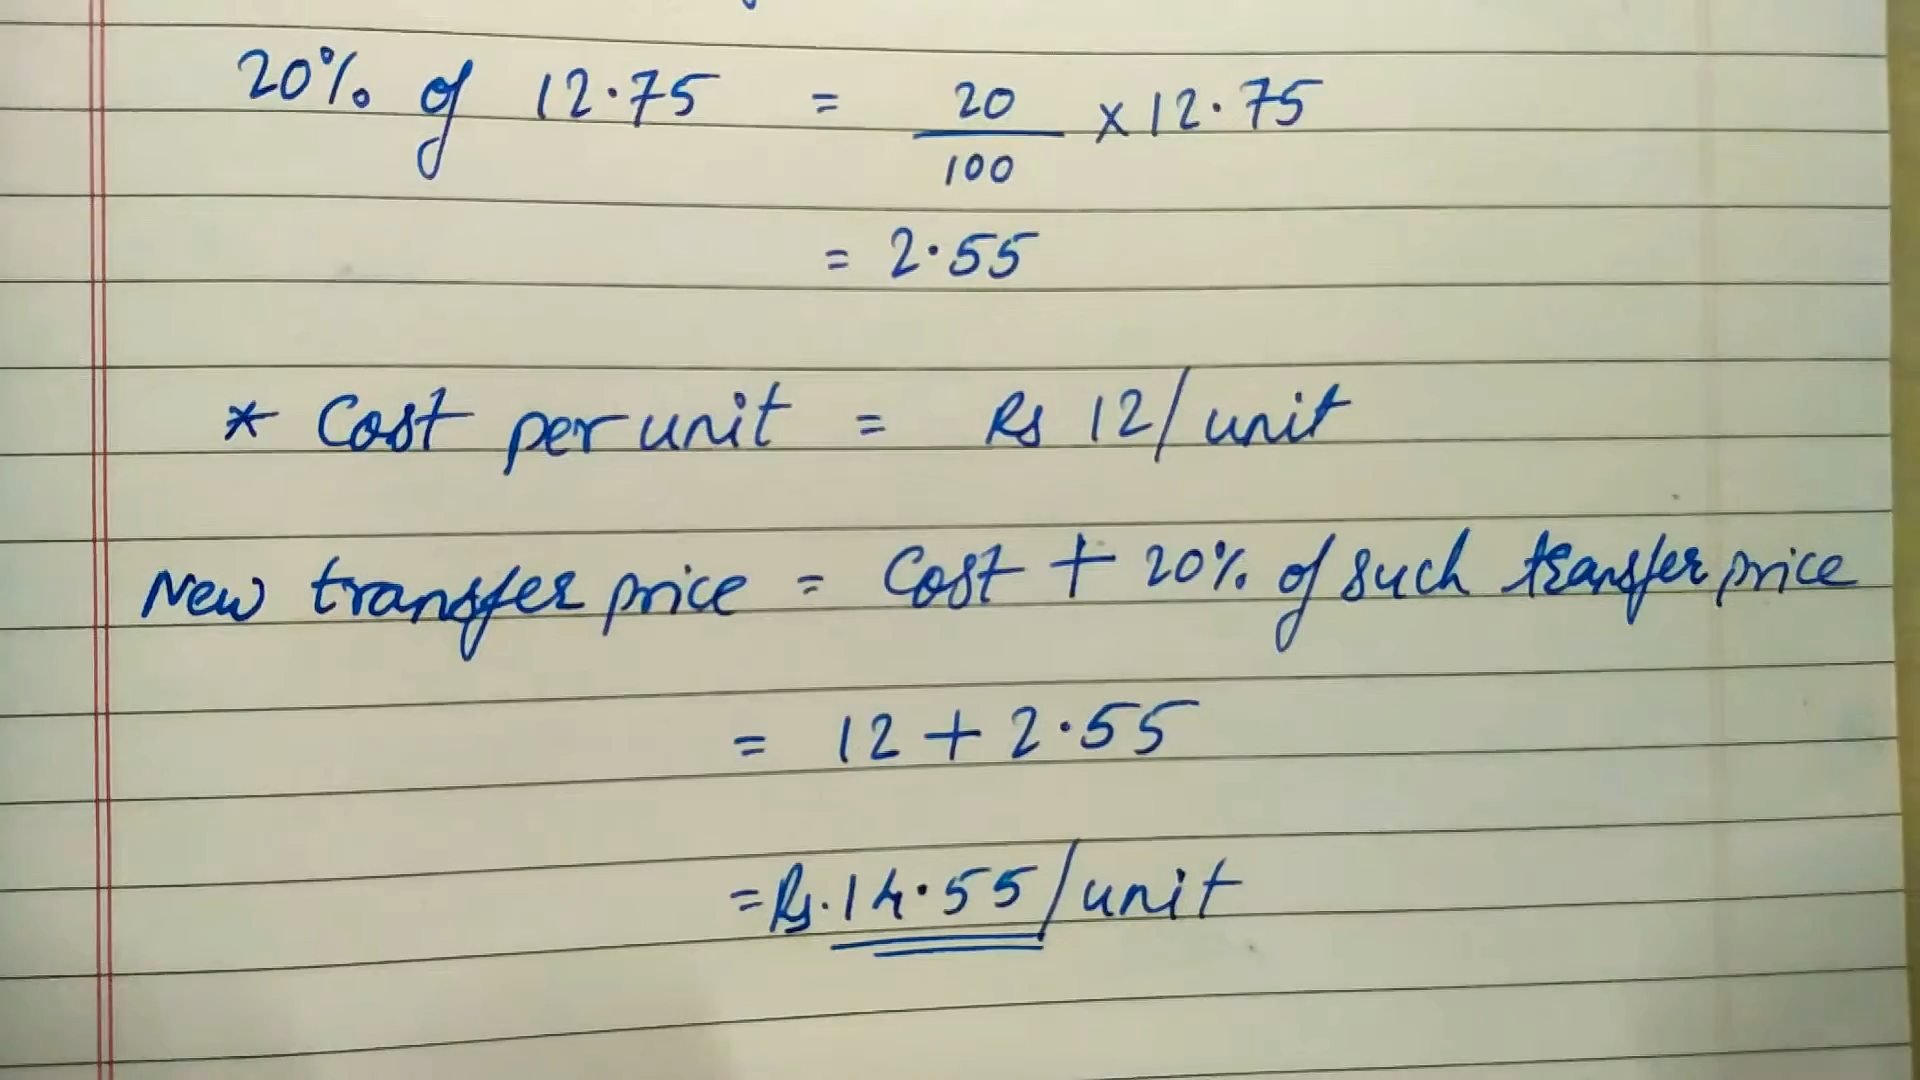 20% of 12.75 = 20/100 × 12.75
= 2.55
* Cost per unit = Rs 12/unit
New transfer price = Cost + 20% of such transfer price
= 12 + 2.55
= Rs. 14.55/unit